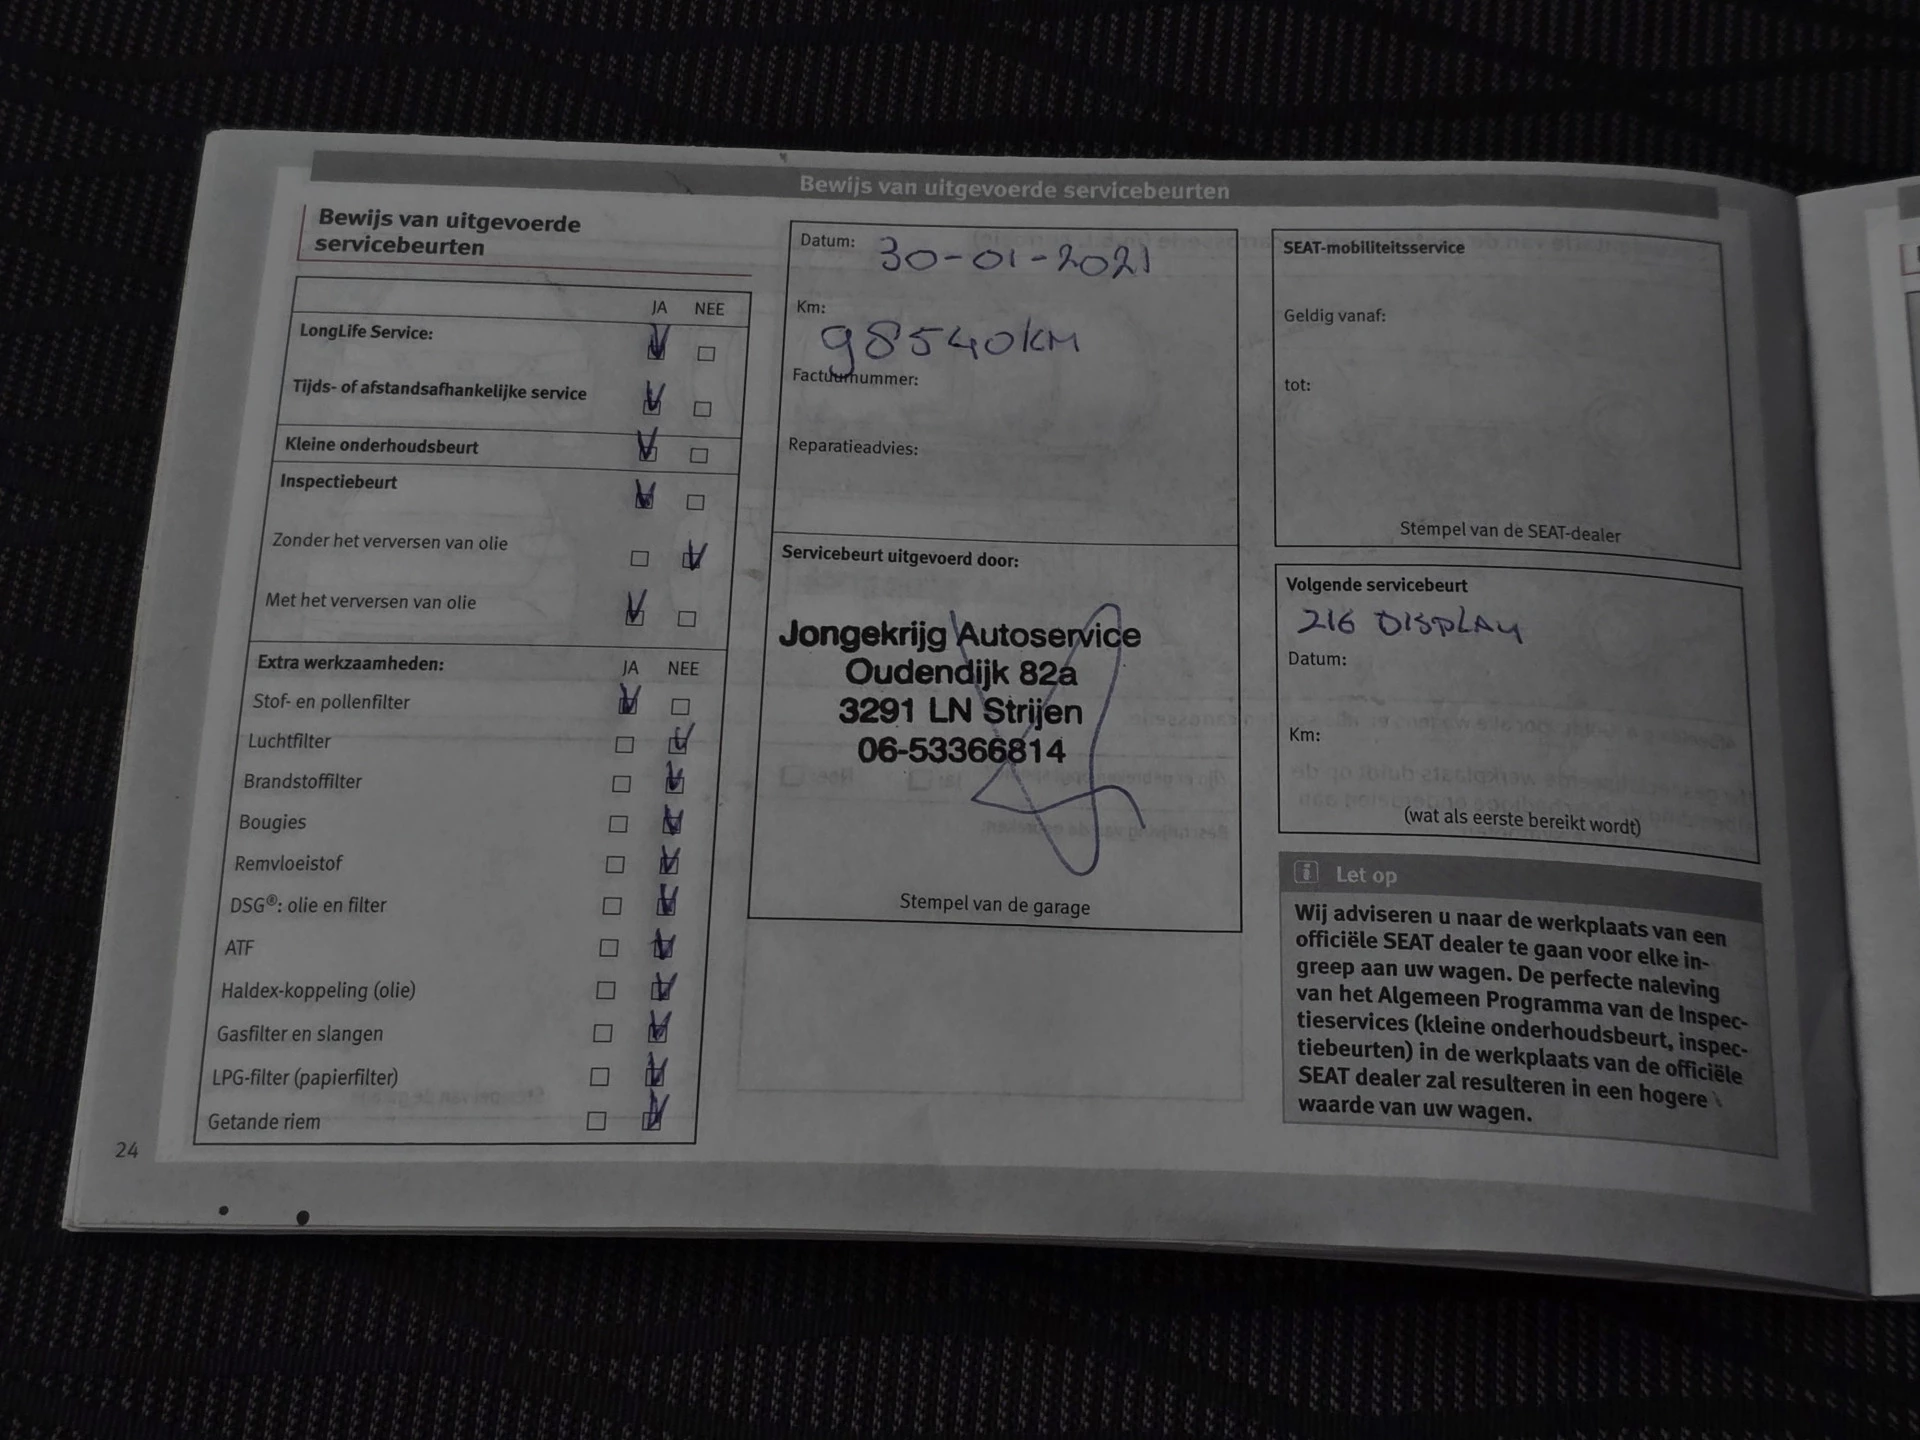 Bewijs van uitgevoerde servicebeurten
Bewijs van uitgevoerde
servicebeurten
JA NEE
LongLife Service:
Tijds- of afstandsafhankelijke service
Kleine onderhoudsbeurt
Inspectiebeurt
Zonder het verversen van olie
Met het verversen van olie
Extra werkzaamheden: JA NEE
Stof- en pollenfilter
Luchtfilter
Brandstoffilter
Bougies
Remvloeistof
DSG®: olie en filter
ATF
Haldex-koppeling (olie)
Gasfilter en slangen
LPG-filter (papierfilter)
Getande riem
24
Datum: 30-01-2021
Km:
98540KM
Factuurnummer:
Reparatieadvies:
Servicebeurt uitgevoerd door:
Jongekrijg Autoservice
Oudendijk 82a
3291 LN Strijen
06-53366814
Stempel van de garage
SEAT-mobiliteitsservice
Geldig vanaf:
tot:
Stempel van de SEAT-dealer
Volgende servicebeurt
DISPLAY
Datum:
Km:
(wat als eerste bereikt wordt)
i Let op
Wij adviseren u naar de werkplaats van een
officiële SEAT dealer te gaan voor elke in-
greep aan uw wagen. De perfecte naleving
van het Algemeen Programma van de Inspec-
tieservices (kleine onderhoudsbeurt, inspec-
tiebeurten) in de werkplaats van de officiële
SEAT dealer zal resulteren in een hogere
waarde van uw wagen.